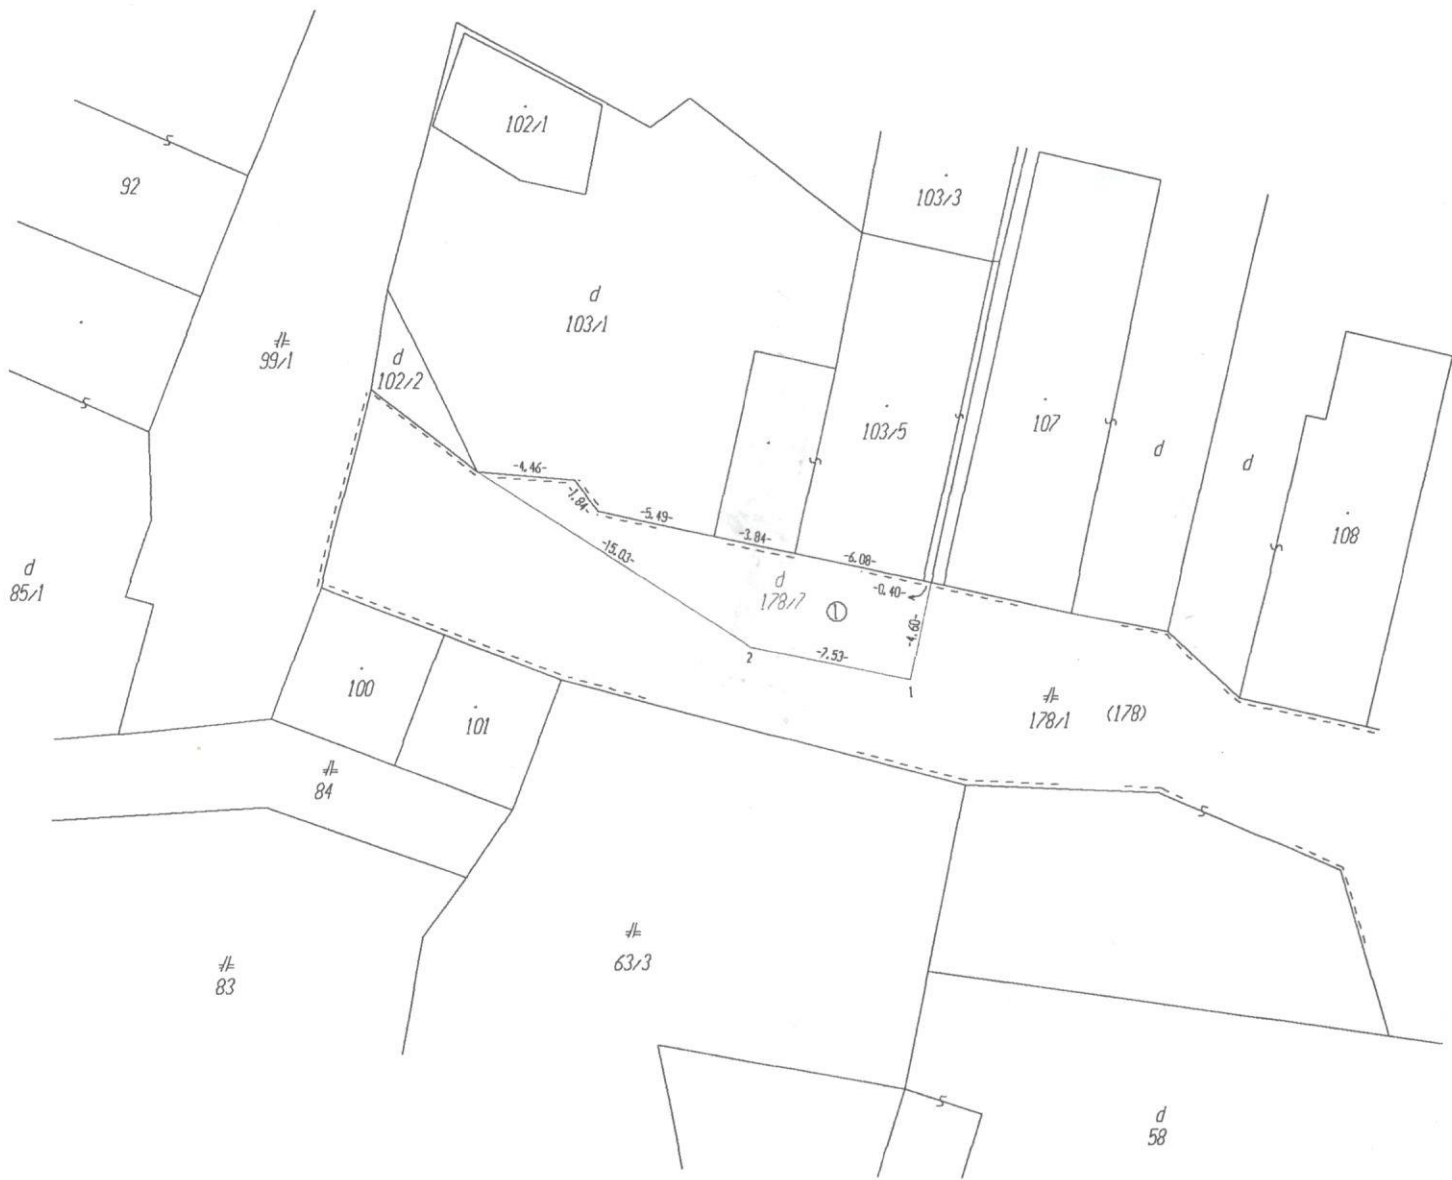 102/1
S
92
103/3
d
103/1
99/1
d
102/2
103/5
S
107
S
d
d
S
S
108
S
-4.46-
-1.84-
-5.49-
-3.84-
-6.08-
-15.03-
d
85/1
d
178/7
1
-0.40-
-4.60-
2
-7.53-
1
100
101
178/1
(178)
84
S
63/3
83
S
d
58